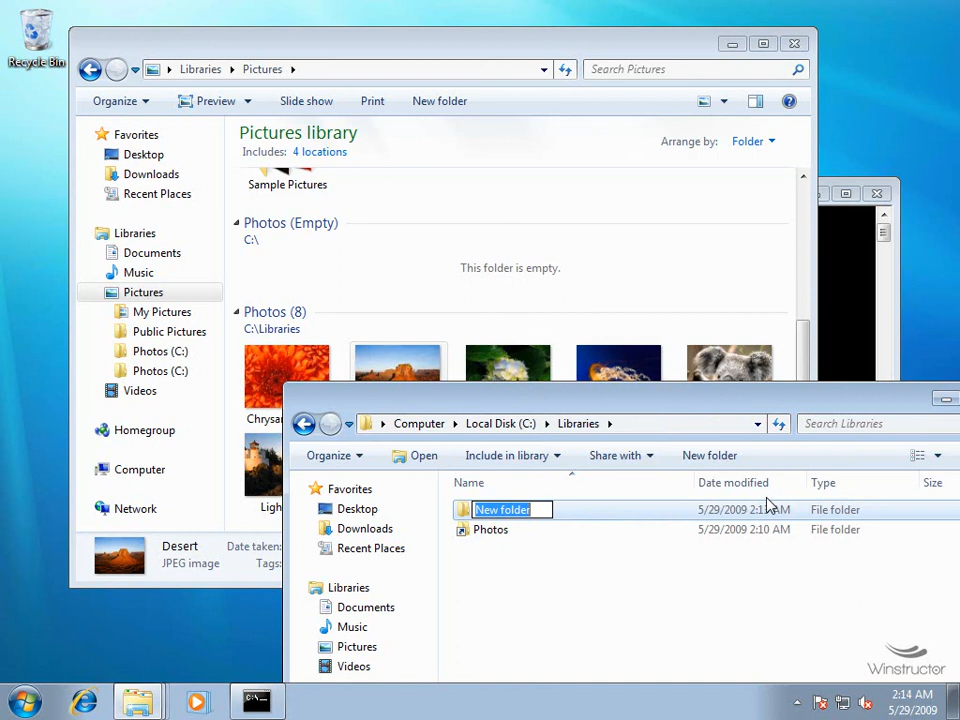 Recycle Bin
Libraries Pictures
Search Pictures
Organize Preview Slide show Print New folder
Favorites
Desktop
Downloads
Recent Places
Libraries
Documents
Music
Pictures
My Pictures
Public Pictures
Photos (C:)
Photos (C:)
Videos
Homegroup
Computer
Network
Pictures library
Includes: 4 locations
Arrange by: Folder
Sample Pictures
Photos (Empty)
C:\
This folder is empty.
Photos (8)
C:\Libraries
Desert
JPEG image
Date taken:
Tags:
Computer Local Disk (C:) Libraries
Search Libraries
Organize Open Include in library Share with New folder
Favorites
Desktop
Downloads
Recent Places
Libraries
Documents
Music
Pictures
Videos
Name Date modified Type Size
New folder 5/29/2009 File folder
Photos 5/29/2009 2:10 AM File folder
Winstructor
2:14 AM
5/29/2009